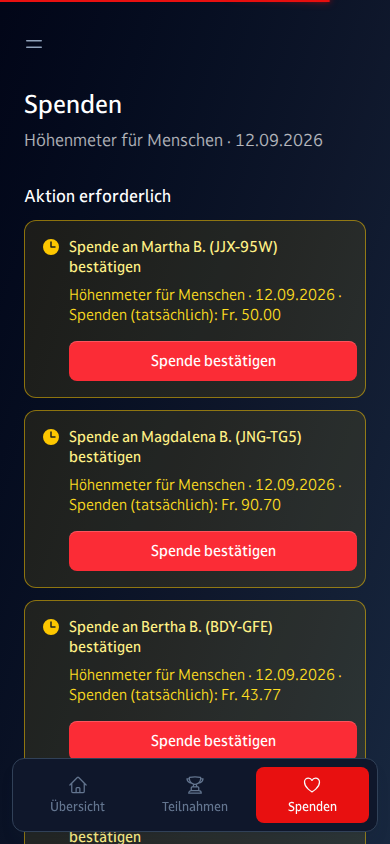 Spenden
Höhenmeter für Menschen · 12.09.2026
Aktion erforderlich
Spende an Martha B. (JJX-95W)
bestätigen
Höhenmeter für Menschen · 12.09.2026 ·
Spenden (tatsächlich): Fr. 50.00
Spende bestätigen
Spende an Magdalena B. (JNG-TG5)
bestätigen
Höhenmeter für Menschen · 12.09.2026 ·
Spenden (tatsächlich): Fr. 90.70
Spende bestätigen
Spende an Bertha B. (BDY-GFE)
bestätigen
Höhenmeter für Menschen · 12.09.2026 ·
Spenden (tatsächlich): Fr. 43.77
Spende bestätigen
Übersicht
Teilnahmen
Spenden
bestätigen